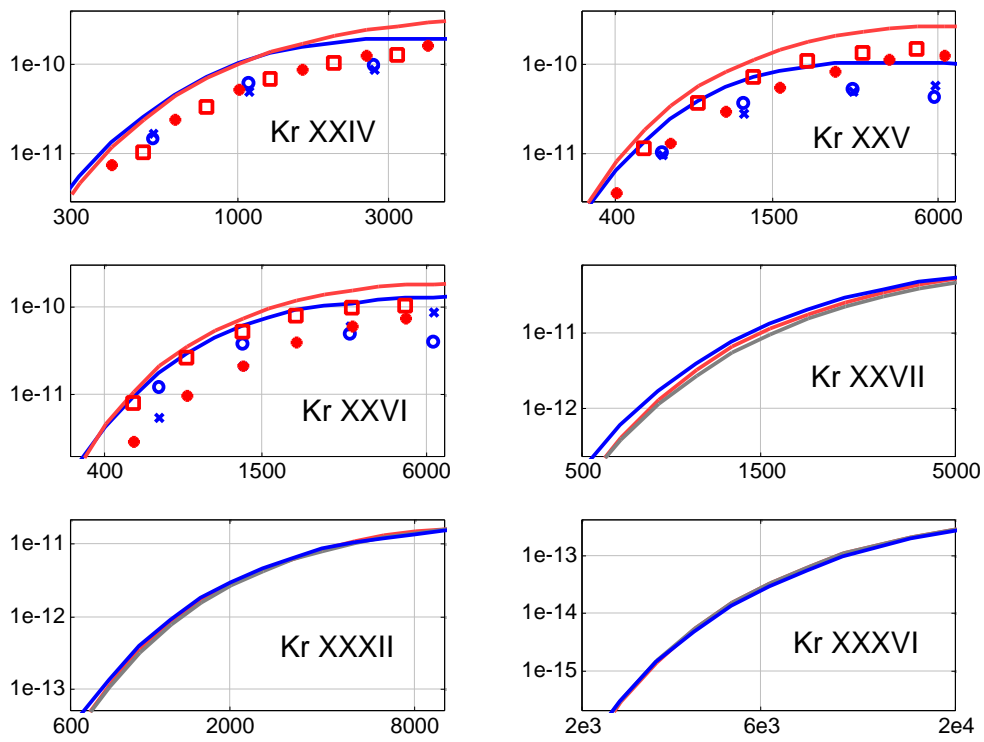 1e-10
1e-11
Kr XXIV
300
1000
3000
1e-10
1e-11
Kr XXV
400
1500
6000
1e-10
1e-11
Kr XXVI
400
1500
6000
1e-11
1e-12
Kr XXVII
500
1500
5000
1e-11
1e-12
1e-13
Kr XXXII
600
2000
8000
1e-13
1e-14
1e-15
Kr XXXVI
2e3
6e3
2e4